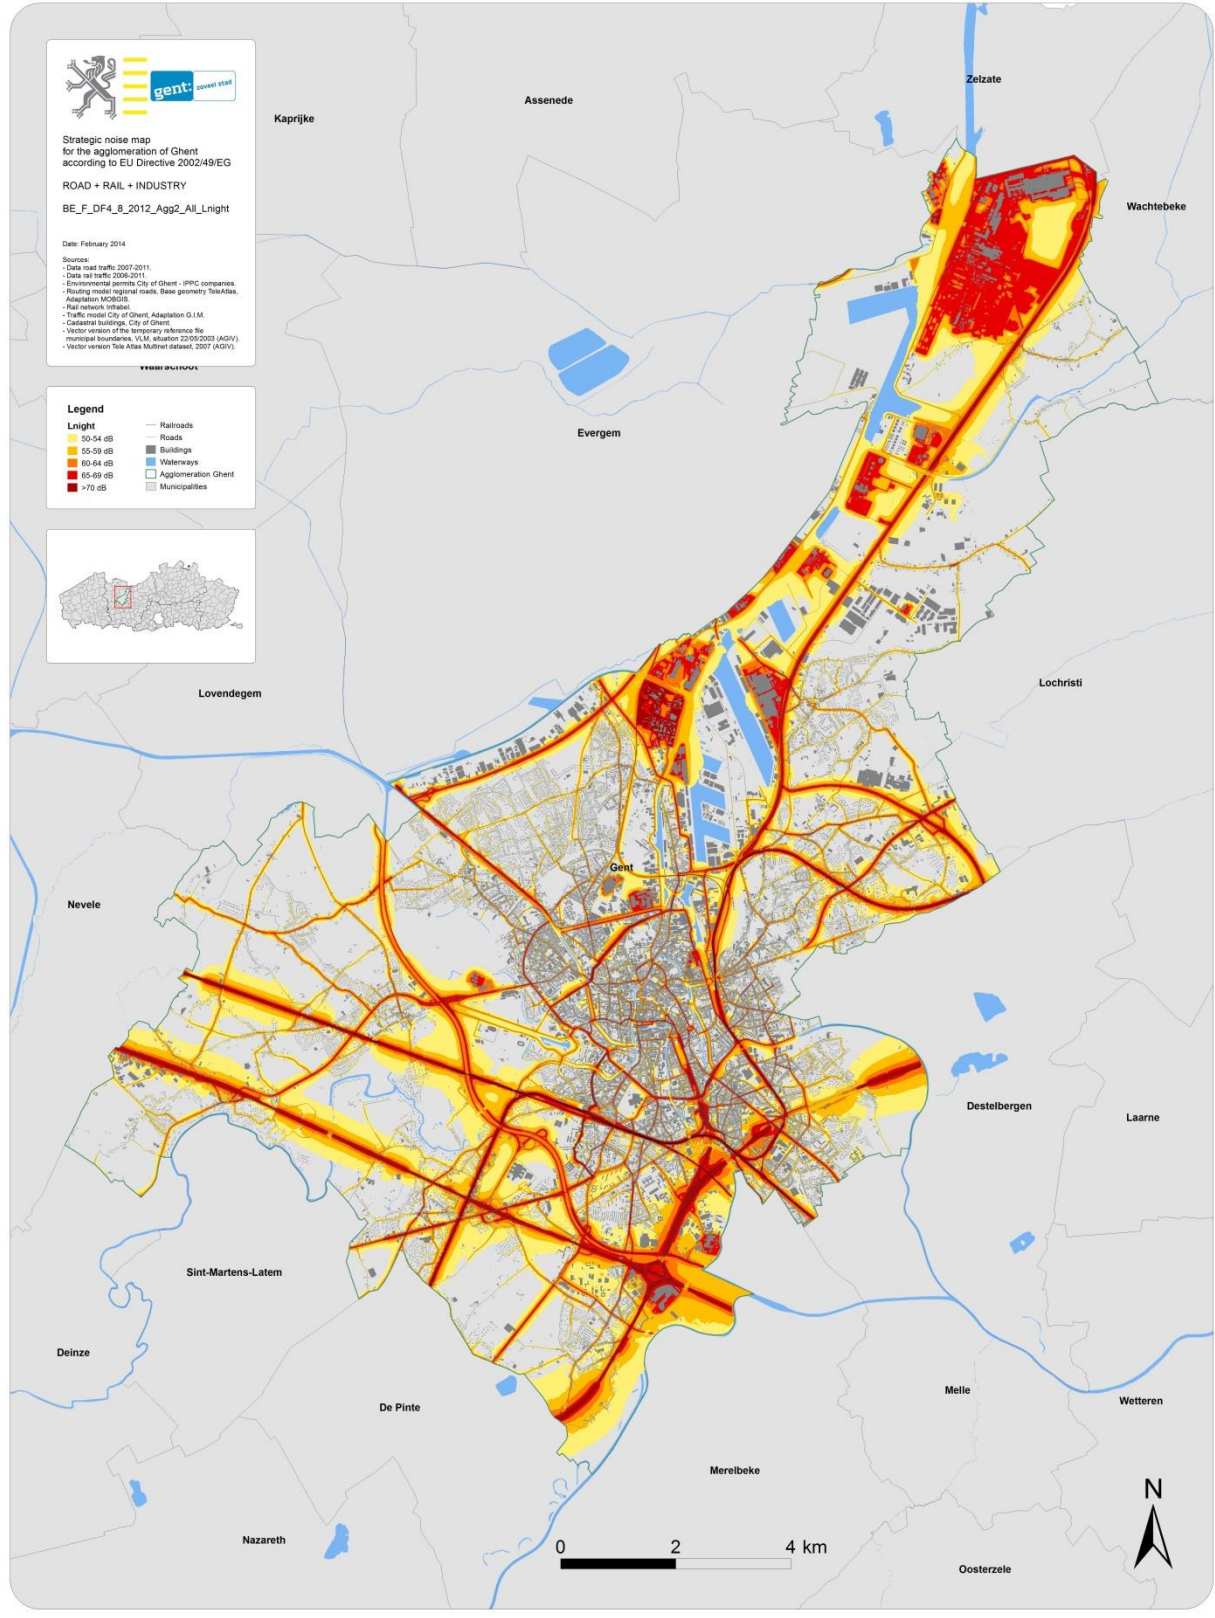 gent: zoveel stad
Strategic noise map
for the agglomeration of Ghent
according to EU Directive 2002/49/EG
ROAD + RAIL + INDUSTRY
BE_F_DF4_8_2012_Agg2_All_Lnight
Date: February 2014
Sources:
- Data road traffic 2007-2011.
- Data rail traffic 2006-2011.
- Environmental permits City of Ghent - IPPC companies.
- Routing model regional roads, Base geometry TeleAtlas,
Adaptation MOBGIS.
- Rail network Infrabel.
- Traffic model City of Ghent, Adaptation G.I.M.
- Cadastral buildings, City of Ghent.
- Vector version of the temporary reference file
municipal boundaries, VLM, situation 22/05/2003 (AGIV).
- Vector version Tele Atlas Multinet dataset, 2007 (AGIV).
Legend
Lnight
50-54 dB
55-59 dB
60-64 dB
65-69 dB
>70 dB
Railroads
Roads
Buildings
Waterways
Agglomeration Ghent
Municipalities
Zelzate
Assenede
Kaprijke
Wachtebeke
Waarschoot
Evergem
Lochristi
Lovendegem
Gent
Nevele
Destelbergen
Laarne
Sint-Martens-Latem
Deinze
Melle
Wetteren
De Pinte
Merelbeke
Nazareth
Oosterzele
N
0 2 4 km